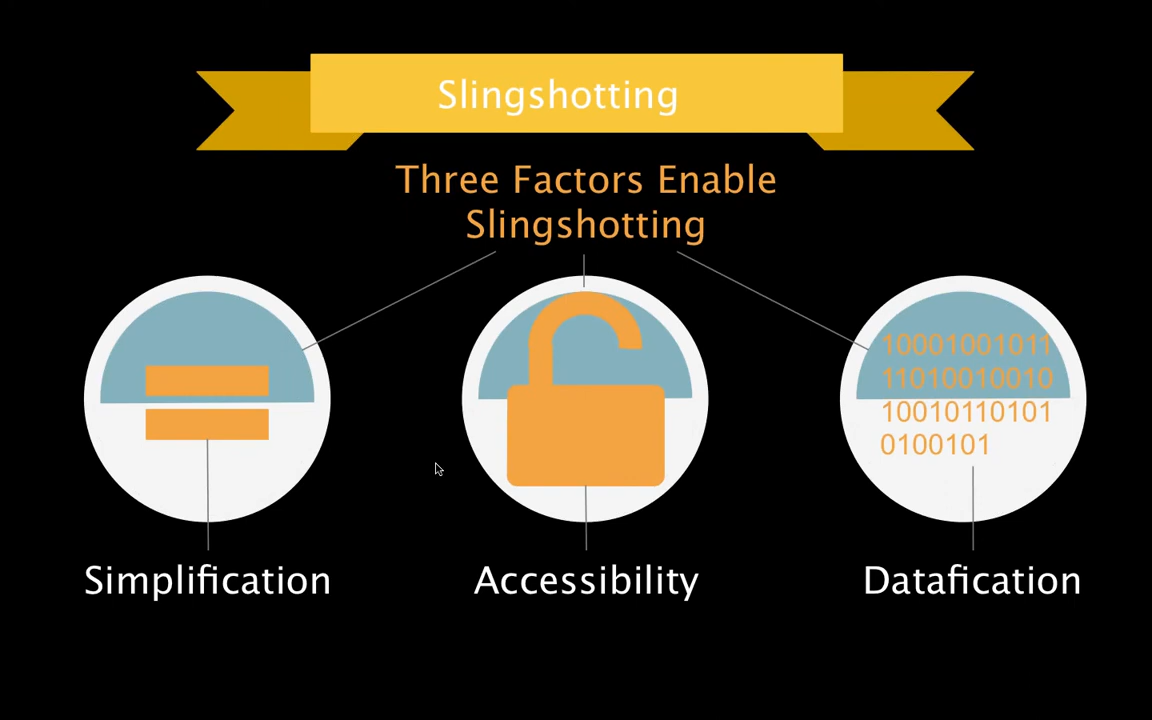 Slingshotting
Three Factors Enable
Slingshotting
10001001011
11010010010
10010110101
0100101
Simplification
Accessibility
Datafication